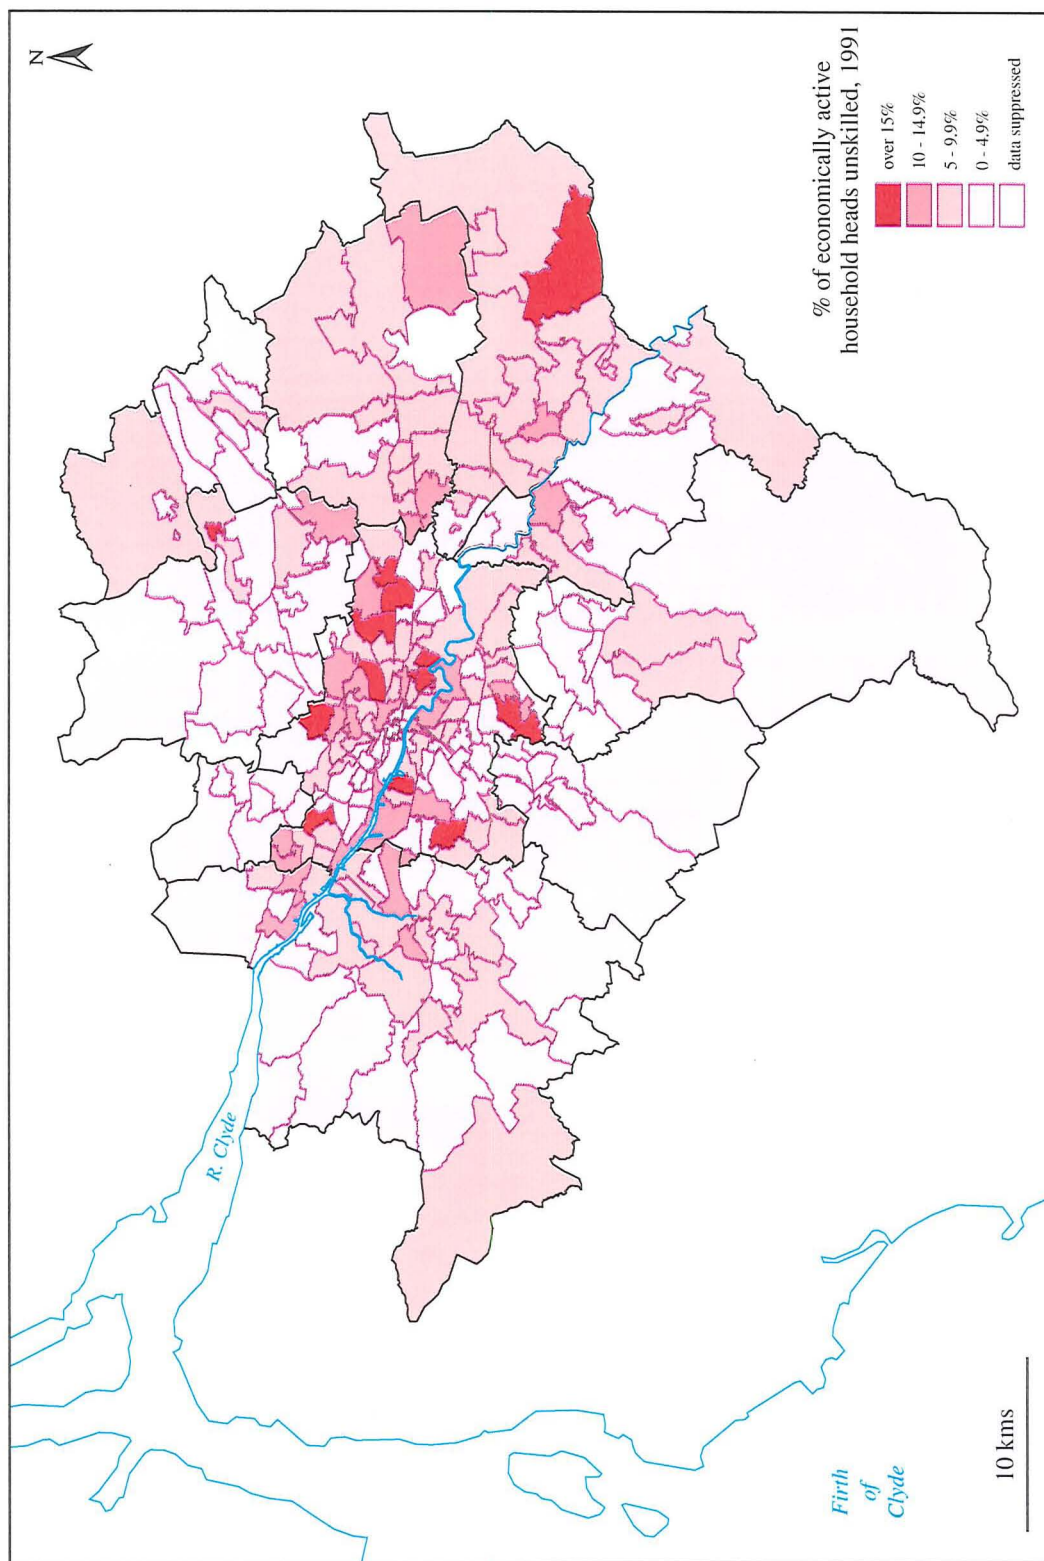 N
% of economically active
household heads unskilled, 1991
over 15%
10 - 14.9%
5 - 9.9%
0 - 4.9%
data suppressed
R. Clyde
Firth
of
Clyde
10 kms